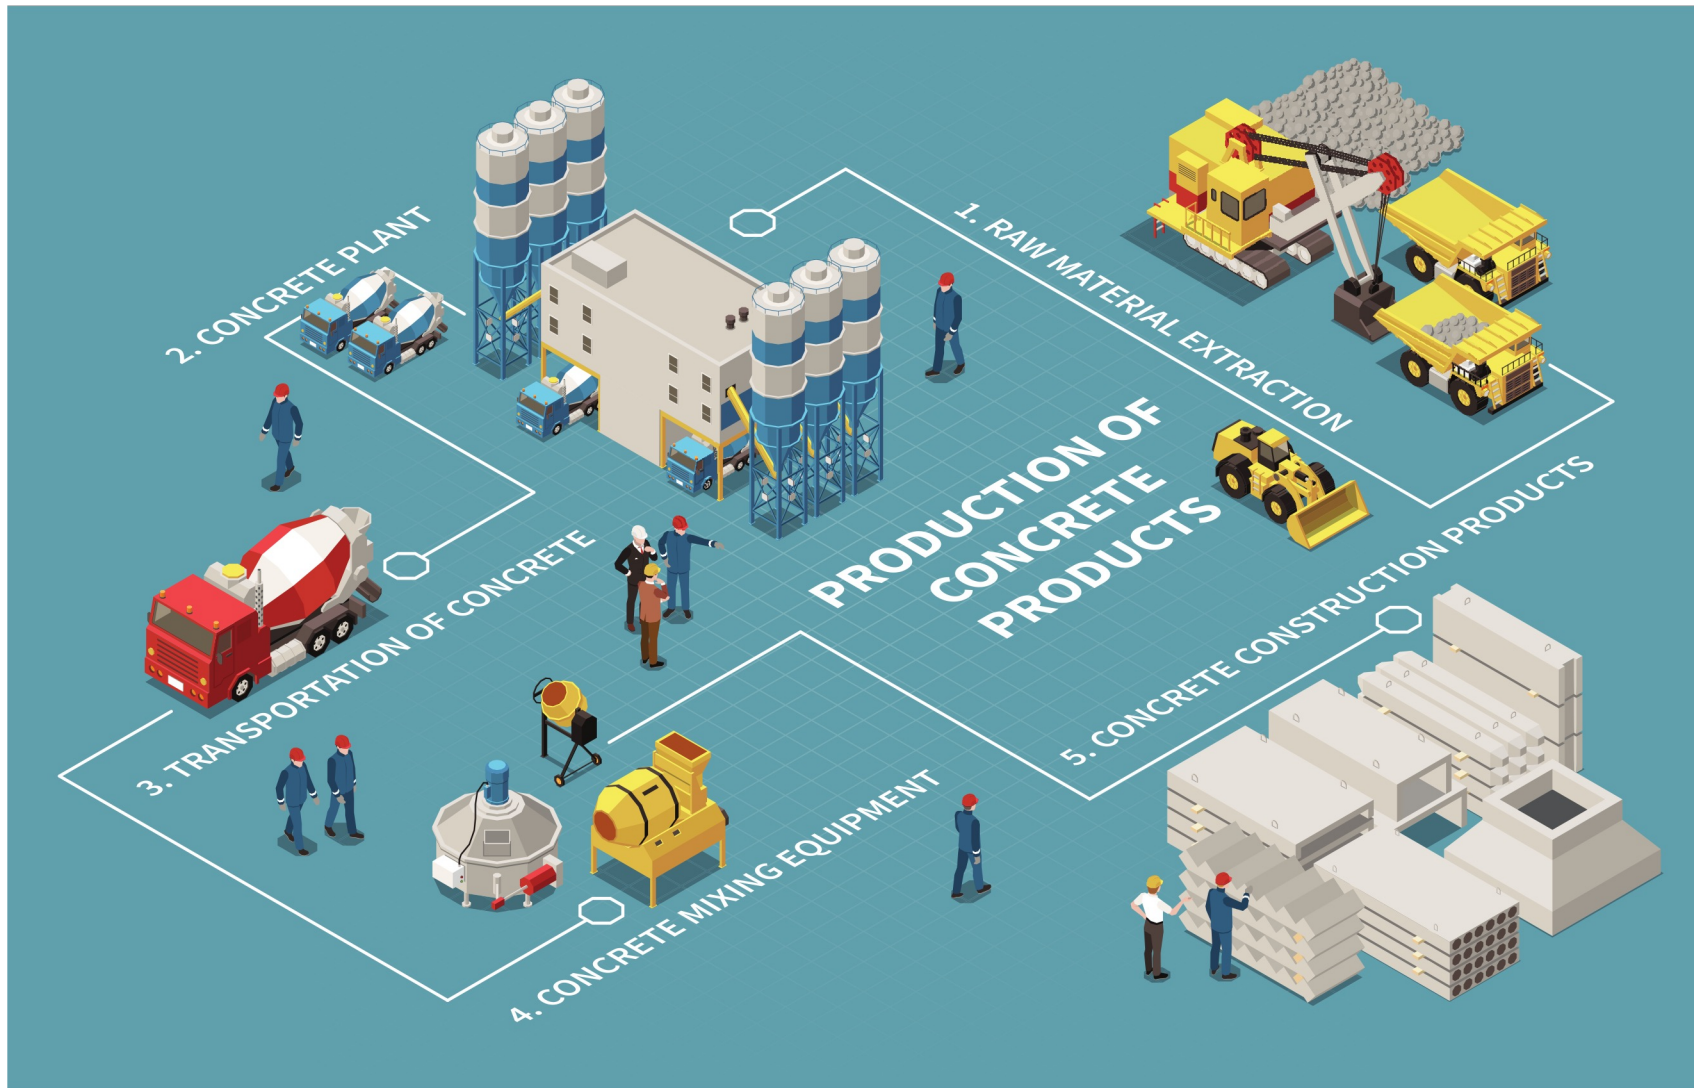 PRODUCTION OF
CONCRETE
PRODUCTS
1. RAW MATERIAL EXTRACTION
2. CONCRETE PLANT
3. TRANSPORTATION OF CONCRETE
4. CONCRETE MIXING EQUIPMENT
5. CONCRETE CONSTRUCTION PRODUCTS